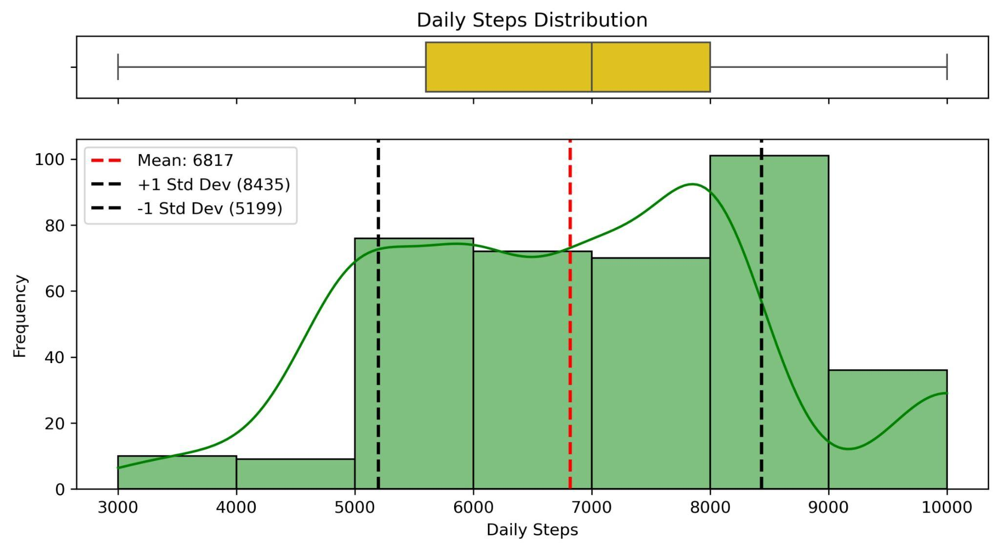 Daily Steps Distribution
Mean: 6817
+1 Std Dev (8435)
-1 Std Dev (5199)
100
80
60
40
20
0
Frequency
3000 4000 5000 6000 7000 8000 9000 10000
Daily Steps